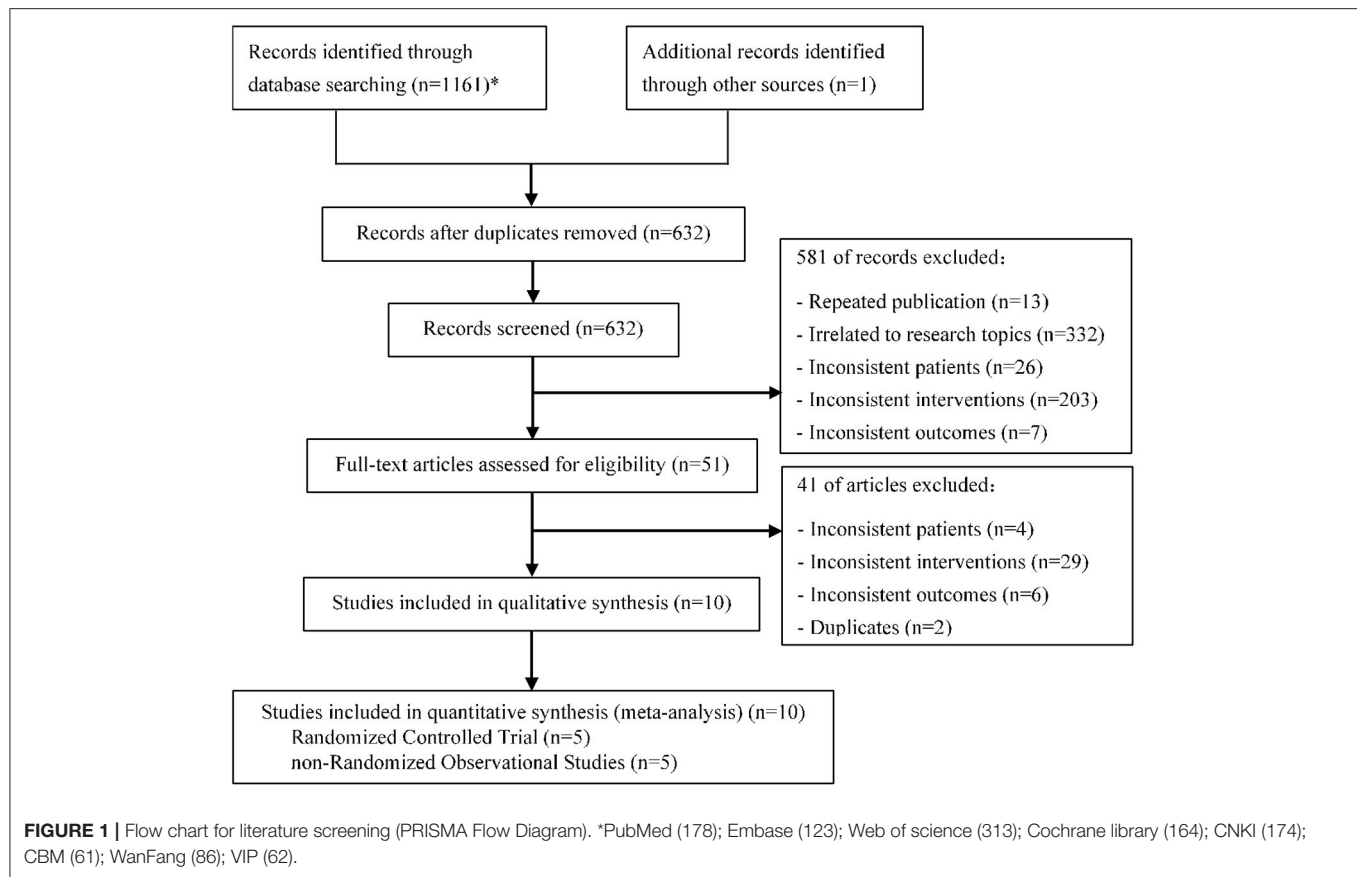 Records identified through
database searching (n=1161)*
Additional records identified
through other sources (n=1)
Records after duplicates removed (n=632)
Records screened (n=632)
581 of records excluded:
- Repeated publication (n=13)
- Irrelated to research topics (n=332)
- Inconsistent patients (n=26)
- Inconsistent interventions (n=203)
- Inconsistent outcomes (n=7)
Full-text articles assessed for eligibility (n=51)
41 of articles excluded:
- Inconsistent patients (n=4)
- Inconsistent interventions (n=29)
- Inconsistent outcomes (n=6)
- Duplicates (n=2)
Studies included in qualitative synthesis (n=10)
Studies included in quantitative synthesis (meta-analysis) (n=10)
Randomized Controlled Trial (n=5)
non-Randomized Observational Studies (n=5)
FIGURE 1 | Flow chart for literature screening (PRISMA Flow Diagram). *PubMed (178); Embase (123); Web of science (313); Cochrane library (164); CNKI (174);
CBM (61); WanFang (86); VIP (62).